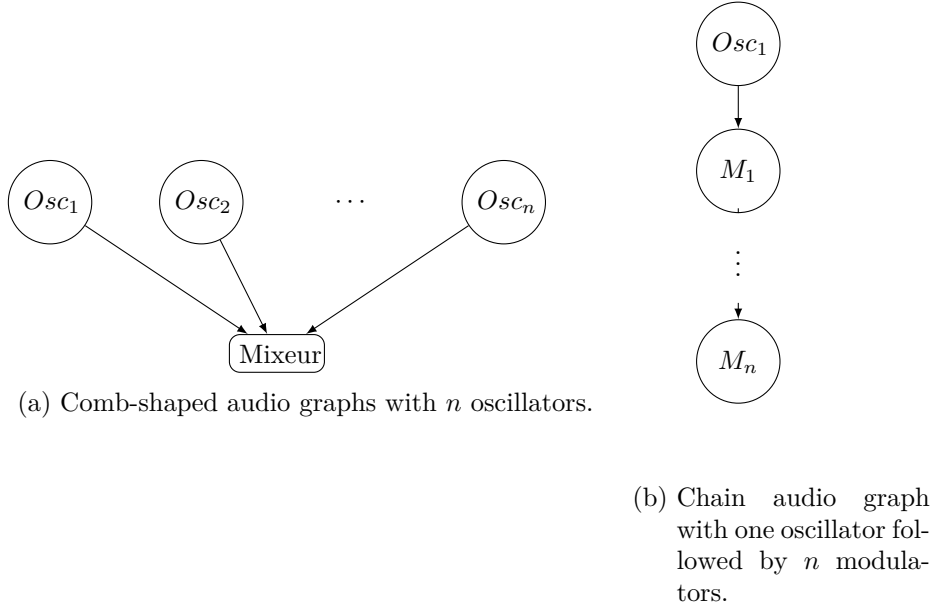 Osc₁ Osc₂ ⋯ Oscₙ
Mixeur
(a) Comb-shaped audio graphs with n oscillators.
Osc₁
M₁
⋮
Mₙ
(b) Chain audio graph
with one oscillator fol-
lowed by n modula-
tors.